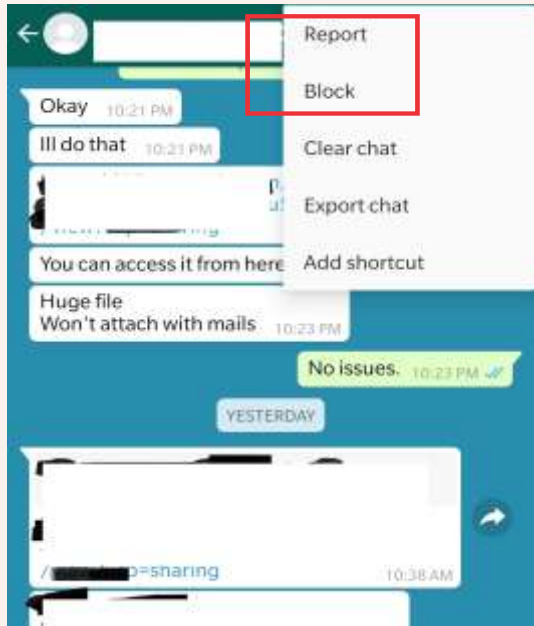 Report
Block
Clear chat
Export chat
Add shortcut
Okay 10:21 PM
Ill do that 10:21 PM
You can access it from here
Huge file
Won't attach with mails 10:23 PM
No issues. 10:23 PM
YESTERDAY
=sharing 10:38 AM